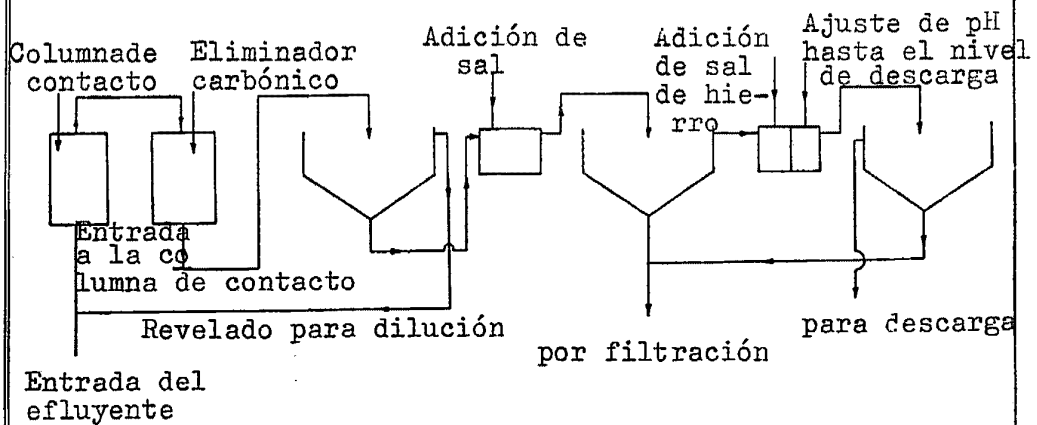 Columnade
contacto
Eliminador
carbónico
Adición de
sal
Adición
de sal
de hie-
rro
Ajuste de pH
hasta el nivel
de descarga
Entrada
a la co
lumna de contacto
Revelado para dilución
por filtración
para descarga
Entrada del
efluyente